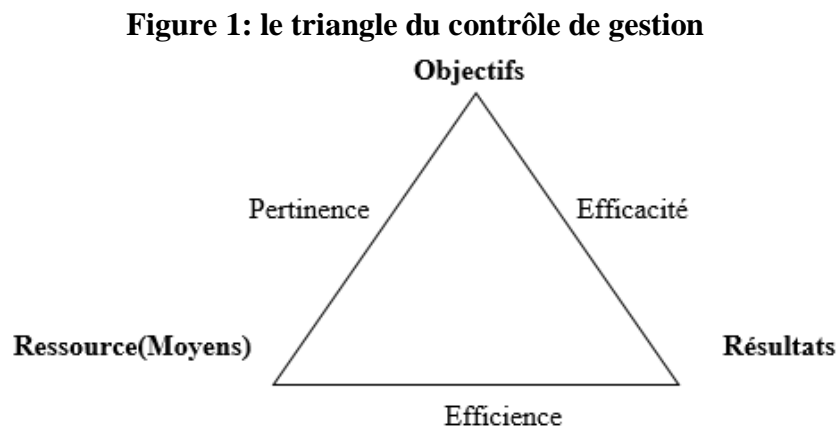 Figure 1: le triangle du contrôle de gestion
Objectifs
Pertinence
Efficacité
Ressource(Moyens)
Résultats
Efficience